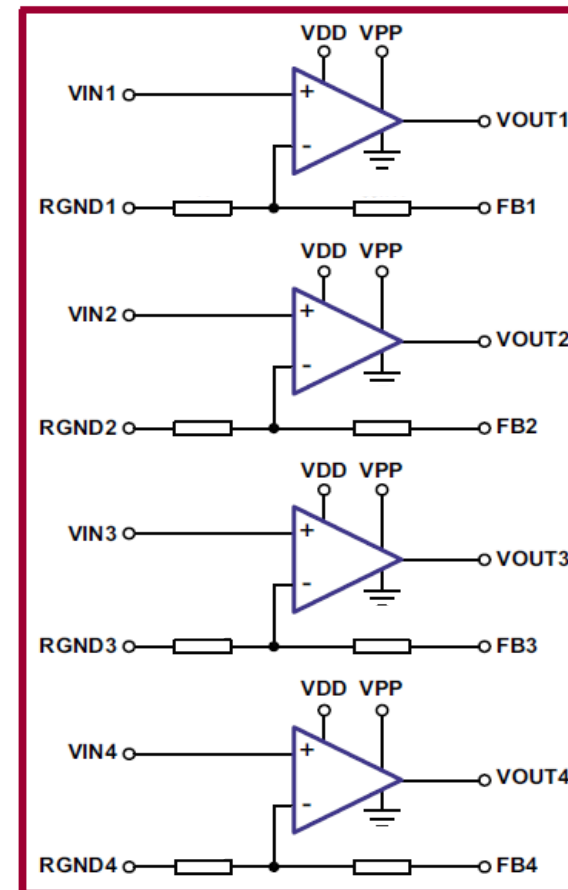 VDD VPP
VIN1
+
VOUT1
-
RGND1 FB1
VDD VPP
VIN2
+
VOUT2
-
RGND2 FB2
VDD VPP
VIN3
+
VOUT3
-
RGND3 FB3
VDD VPP
VIN4
+
VOUT4
-
RGND4 FB4